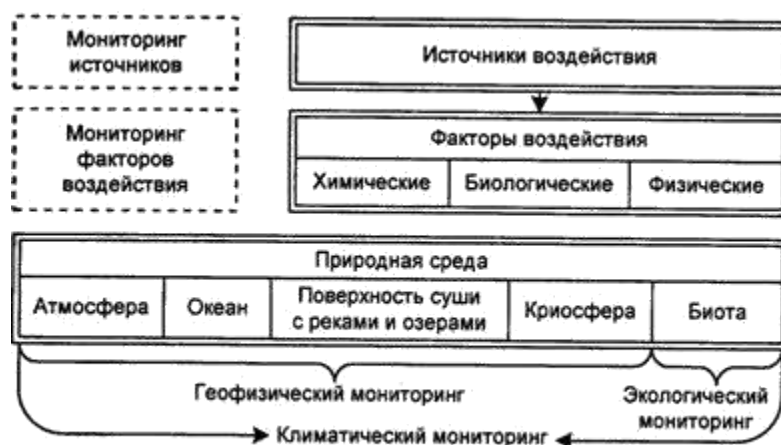 Мониторинг
источников
Источники воздействия
Мониторинг
факторов
воздействия
Факторы воздействия
Химические
Биологические
Физические
Природная среда
Атмосфера
Океан
Поверхность суши
с реками и озерами
Криосфера
Биота
Геофизический мониторинг
Экологический
мониторинг
Климатический мониторинг